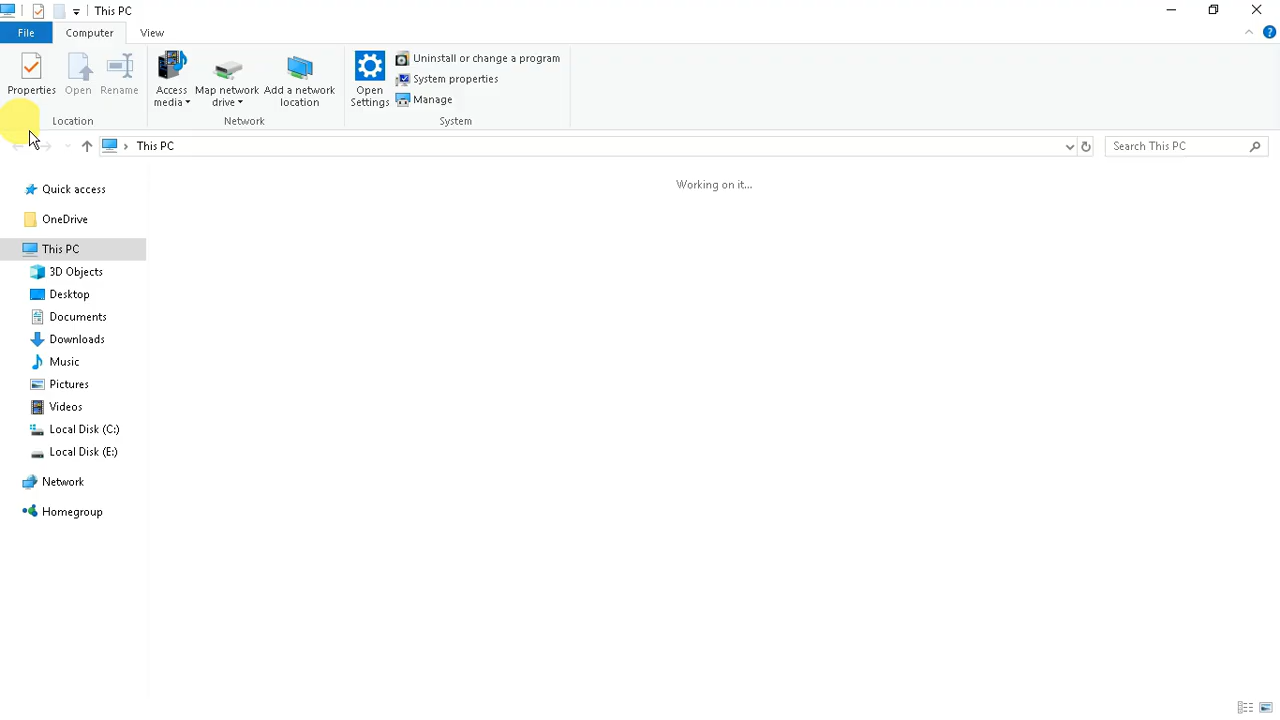 This PC
File Computer View
Properties Open Rename Access media Map network drive Add a network location Open Settings Uninstall or change a program
System properties
Manage
Location Network System
This PC Search This PC
Working on it...
Quick access
OneDrive
This PC
3D Objects
Desktop
Documents
Downloads
Music
Pictures
Videos
Local Disk (C:)
Local Disk (E:)
Network
Homegroup